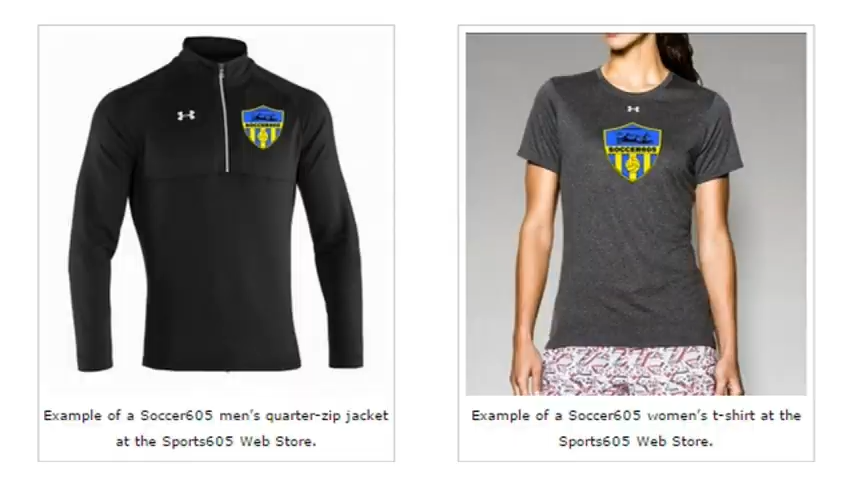 SOCCER605
SOCCER605
Example of a Soccer605 men's quarter-zip jacket
at the Sports605 Web Store.
Example of a Soccer605 women's t-shirt at the
Sports605 Web Store.